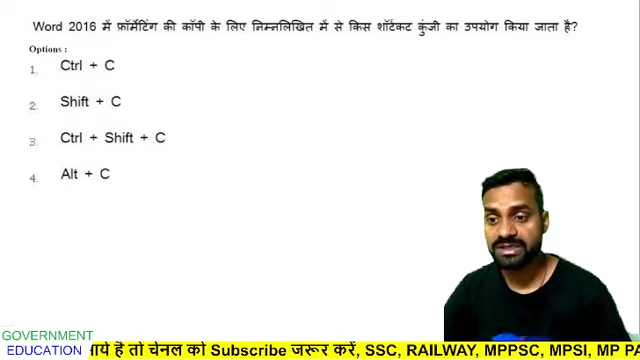 Word 2016 में फ़ॉर्मेटिंग की कॉपी के लिए निम्नलिखित में से किस शॉर्टकट कुंजी का उपयोग किया जाता है?
Options :
1. Ctrl + C
2. Shift + C
3. Ctrl + Shift + C
4. Alt + C
GOVERNMENT
EDUCATION
है तो चेनल को Subscribe जरूर करें, SSC, RAILWAY, MPPSC, MPSI, MP PA